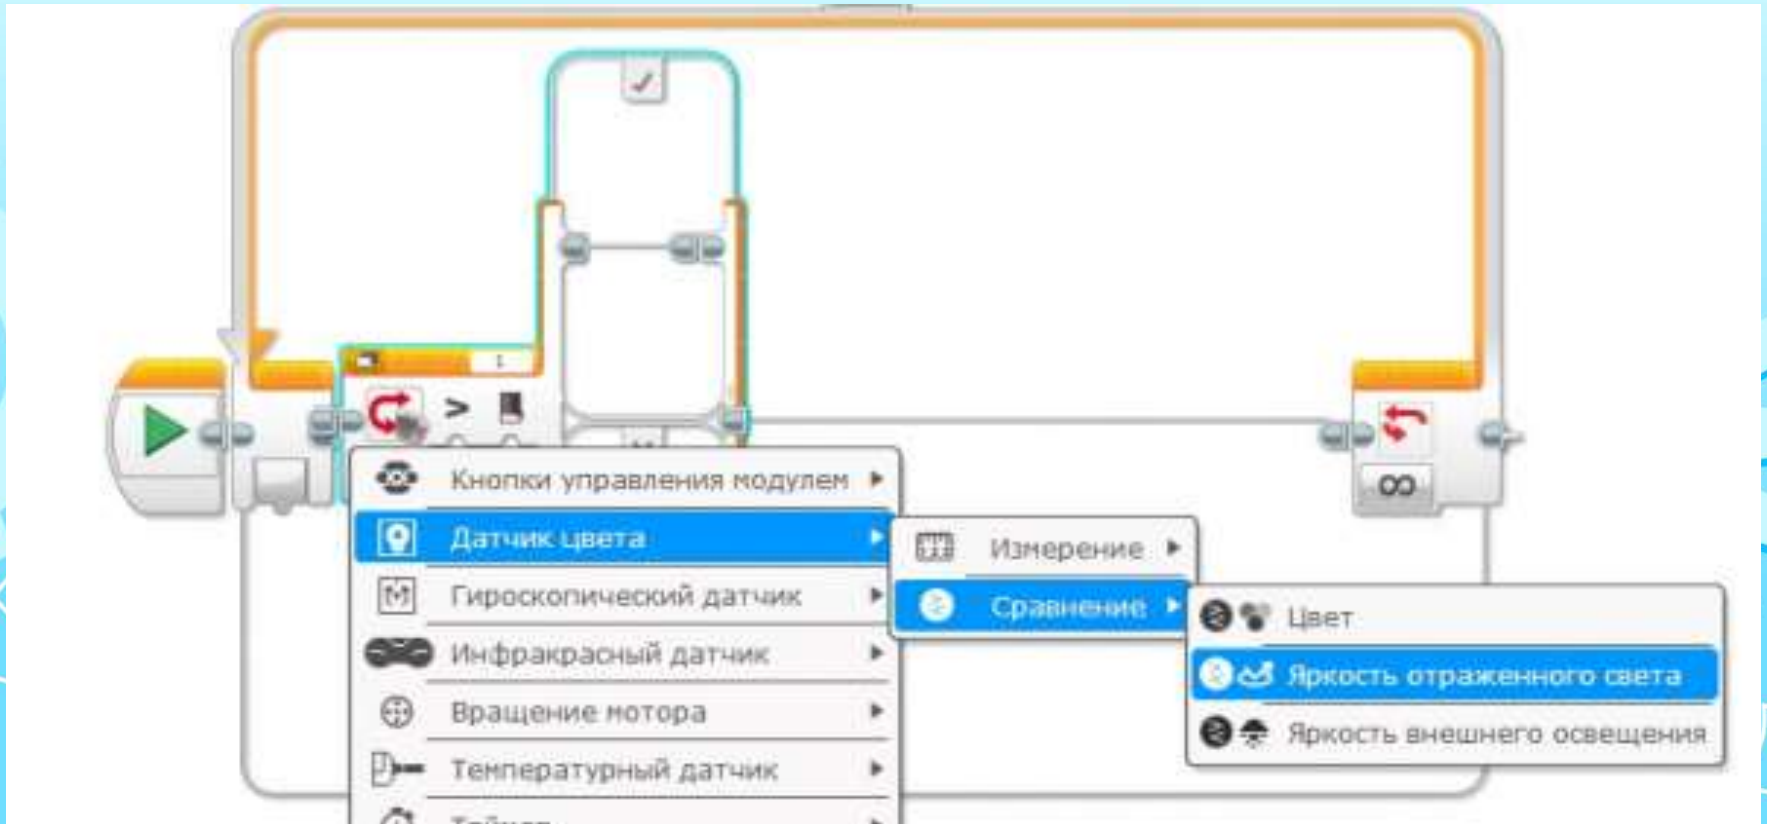 1
>
∞
Кнопки управления модулем
Датчик цвета
Гироскопический датчик
Инфракрасный датчик
Вращение мотора
Температурный датчик
Измерение
Сравнение
Цвет
Яркость отраженного света
Яркость внешнего освещения